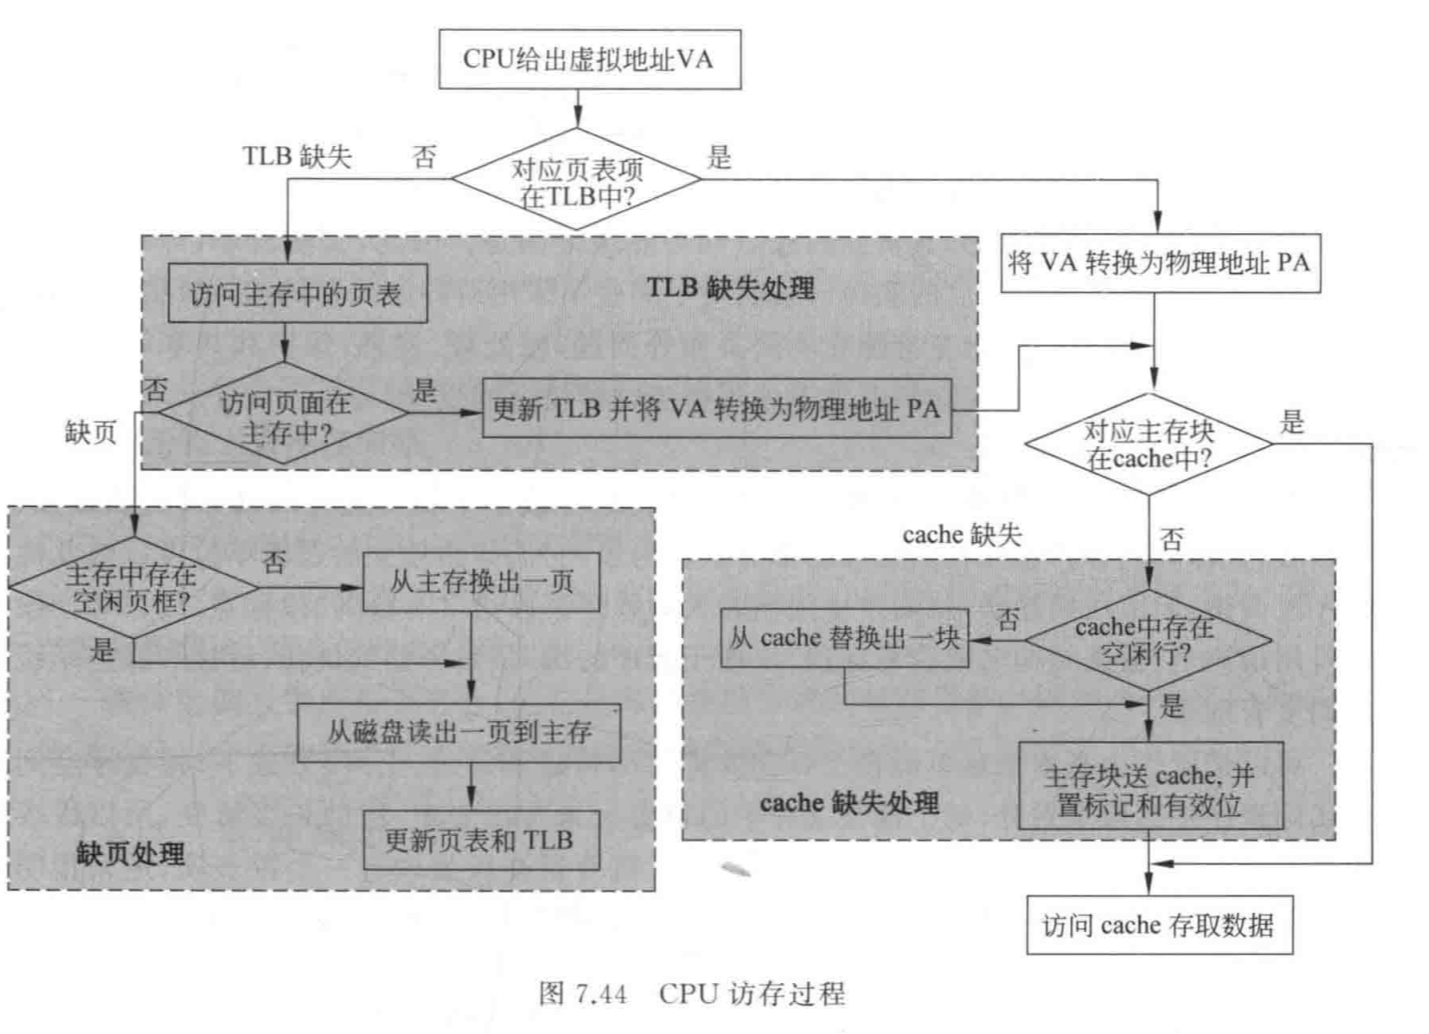 CPU给出虚拟地址VA
TLB 缺失
否
对应页表项
在TLB中?
是
访问主存中的页表
TLB 缺失处理
将 VA 转换为物理地址 PA
否
访问页面在
主存中?
是
更新 TLB 并将 VA 转换为物理地址 PA
缺页
对应主存块
在cache中?
是
cache 缺失
否
主存中存在
空闲页框?
否
从主存换出一页
是
从 cache 替换出一块
否
cache中存在
空闲行?
是
从磁盘读出一页到主存
主存块送 cache, 并
置标记和有效位
cache 缺失处理
更新页表和 TLB
缺页处理
访问 cache 存取数据
图 7.44 CPU 访存过程